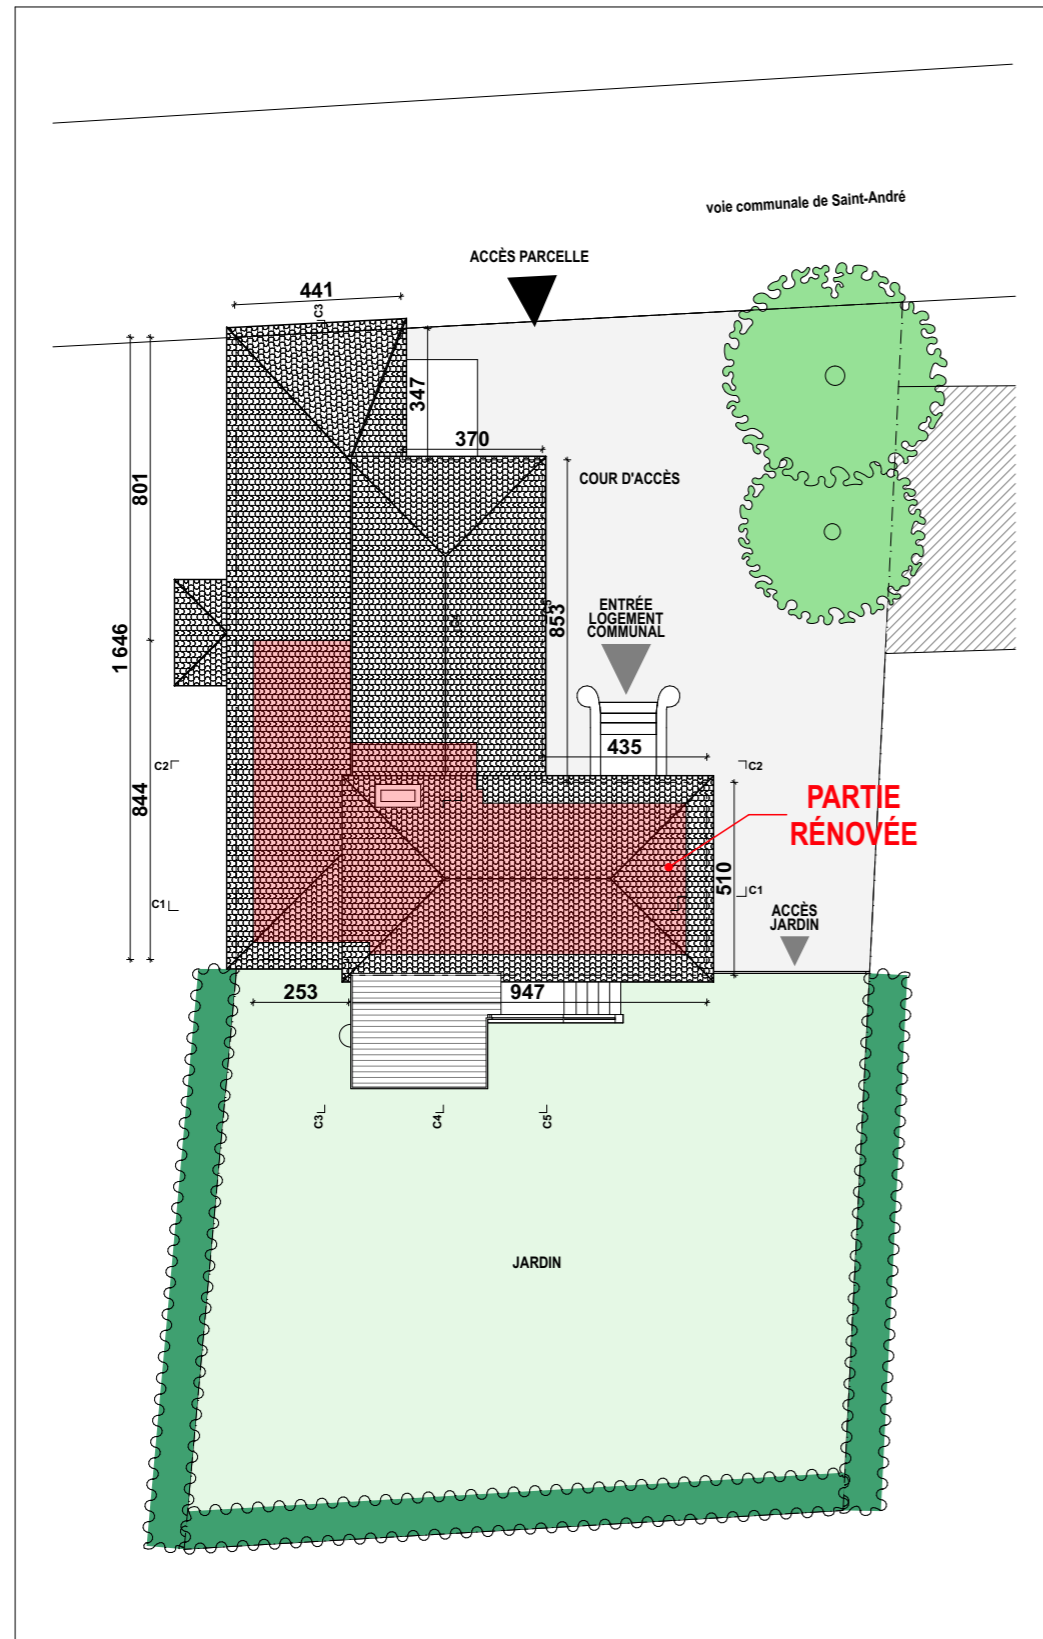 voie communale de Saint-André
ACCÈS PARCELLE
441
C3
347
370
COUR D'ACCÈS
801
853
ENTRÉE
LOGEMENT
COMMUNAL
1 646
435
C2
C2
PARTIE
RÉNOVÉE
844
510
C1
C1
ACCÈS
JARDIN
253
947
C3
C4
C5
JARDIN